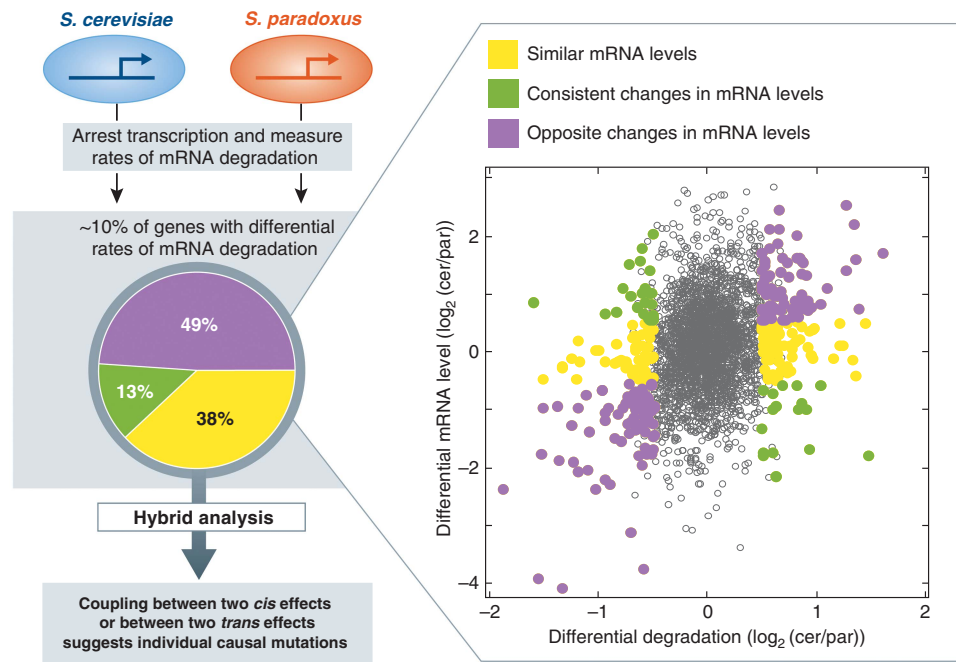 S. cerevisiae
S. paradoxus
Arrest transcription and measure
rates of mRNA degradation
~10% of genes with differential
rates of mRNA degradation
49%
13%
38%
Hybrid analysis
Coupling between two cis effects
or between two trans effects
suggests individual causal mutations
Similar mRNA levels
Consistent changes in mRNA levels
Opposite changes in mRNA levels
Differential mRNA level (log2 (cer/par))
2
0
−2
−4
−2
−1
0
1
2
Differential degradation (log2 (cer/par))